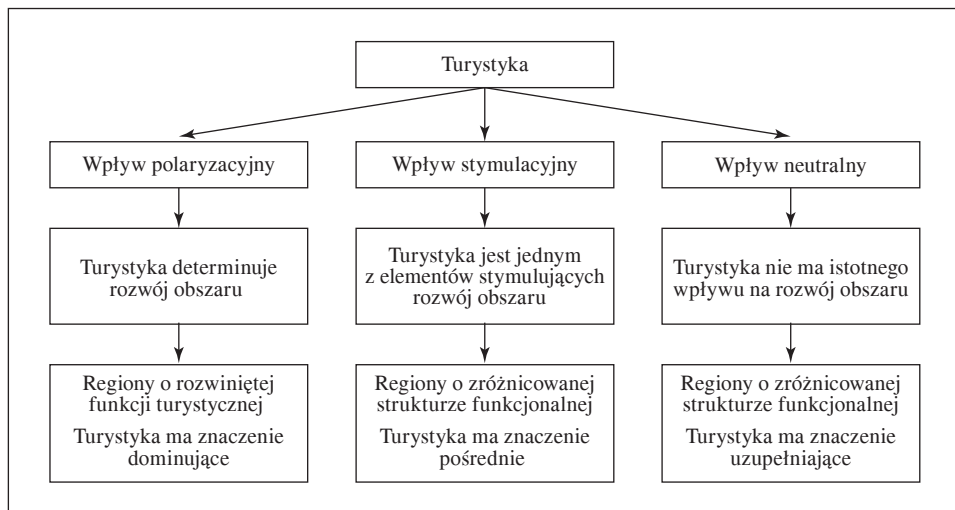 Turystyka
Wpływ polaryzacyjny
Wpływ stymulacyjny
Wpływ neutralny
Turystyka determinuje
rozwój obszaru
Turystyka jest jednym
z elementów stymulujących
rozwój obszaru
Turystyka nie ma istotnego
wpływu na rozwój obszaru
Regiony o rozwiniętej
funkcji turystycznej
Turystyka ma znaczenie
dominujące
Regiony o zróżnicowanej
strukturze funkcjonalnej
Turystyka ma znaczenie
pośrednie
Regiony o zróżnicowanej
strukturze funkcjonalnej
Turystyka ma znaczenie
uzupełniające